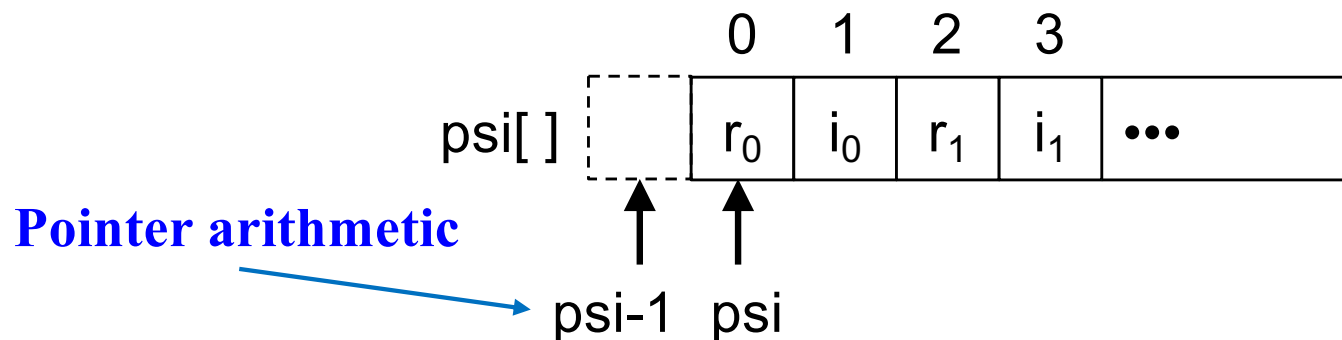 0 1 2 3
psi[ ] r₀ i₀ r₁ i₁ •••
Pointer arithmetic
psi-1 psi